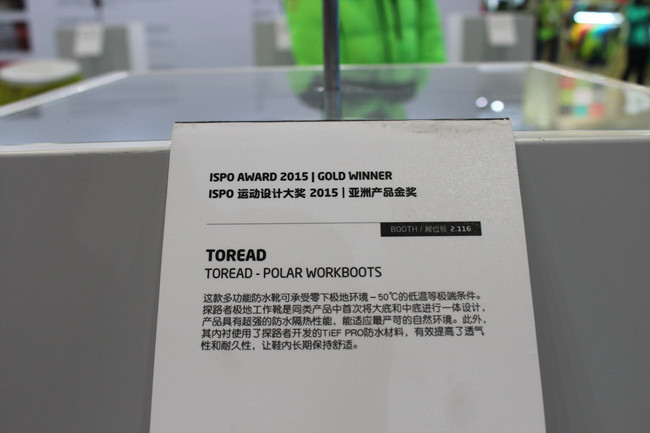 ISPO AWARD 2015 | GOLD WINNER
ISPO 运动设计大奖 2015 | 亚洲产品金奖
BOOTH / 展位号 2.116
TOREAD
TOREAD - POLAR WORKBOOTS
这款多功能防水靴可承受零下极地环境－50℃的低温等极端条件。
探路者极地工作靴是同类产品中首次将大底和中底进行一体设计，
产品具有超强的防水隔热性能，能适应最严苛的自然环境。此外，
其内衬使用了探路者开发的TiEF PRO防水材料，有效提高了透气
性和耐久性，让鞋内长期保持舒适。